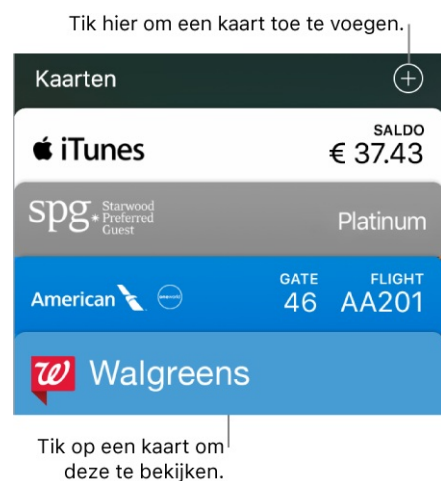 Tik hier om een kaart toe te voegen.
Kaarten
iTunes
SALDO
€ 37.43
spg* Starwood
Preferred
Guest
Platinum
American
oneworld
GATE FLIGHT
46 AA201
W Walgreens
Tik op een kaart om
deze te bekijken.